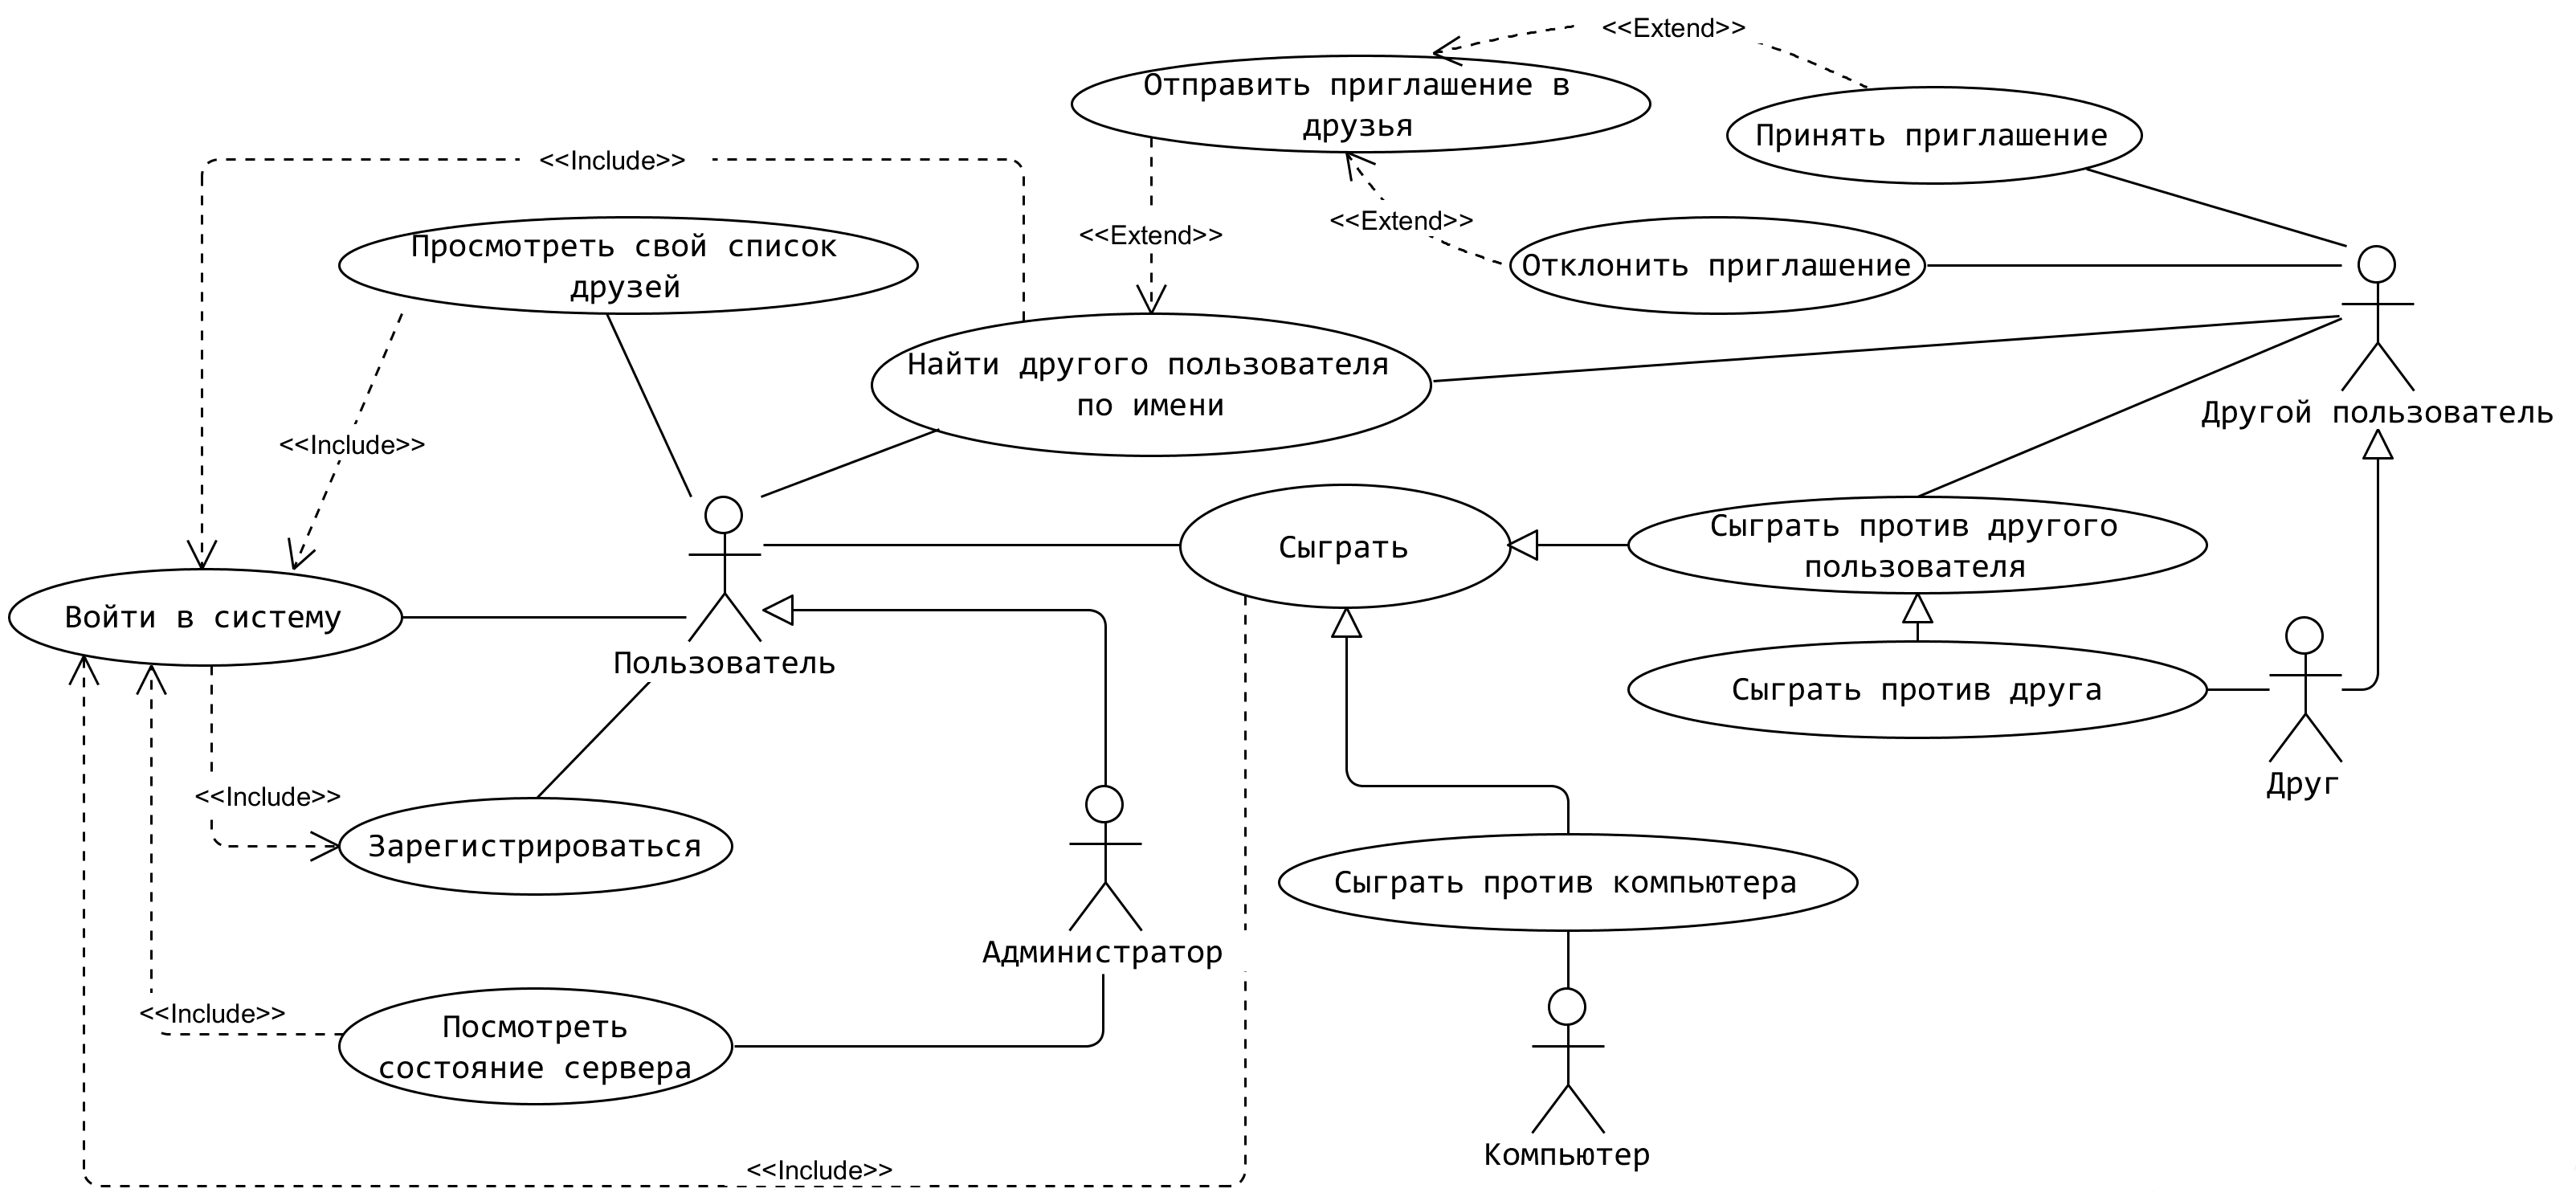 <<Extend>>
Отправить приглашение в
друзья
Принять приглашение
<<Include>>
<<Extend>>
<<Extend>>
Просмотреть свой список
друзей
Отклонить приглашение
Найти другого пользователя
по имени
Другой пользователь
<<Include>>
Сыграть
Сыграть против другого
пользователя
Войти в систему
Пользователь
Сыграть против друга
Друг
<<Include>>
Зарегистрироваться
Сыграть против компьютера
Администратор
<<Include>>
Посмотреть
состояние сервера
Компьютер
<<Include>>